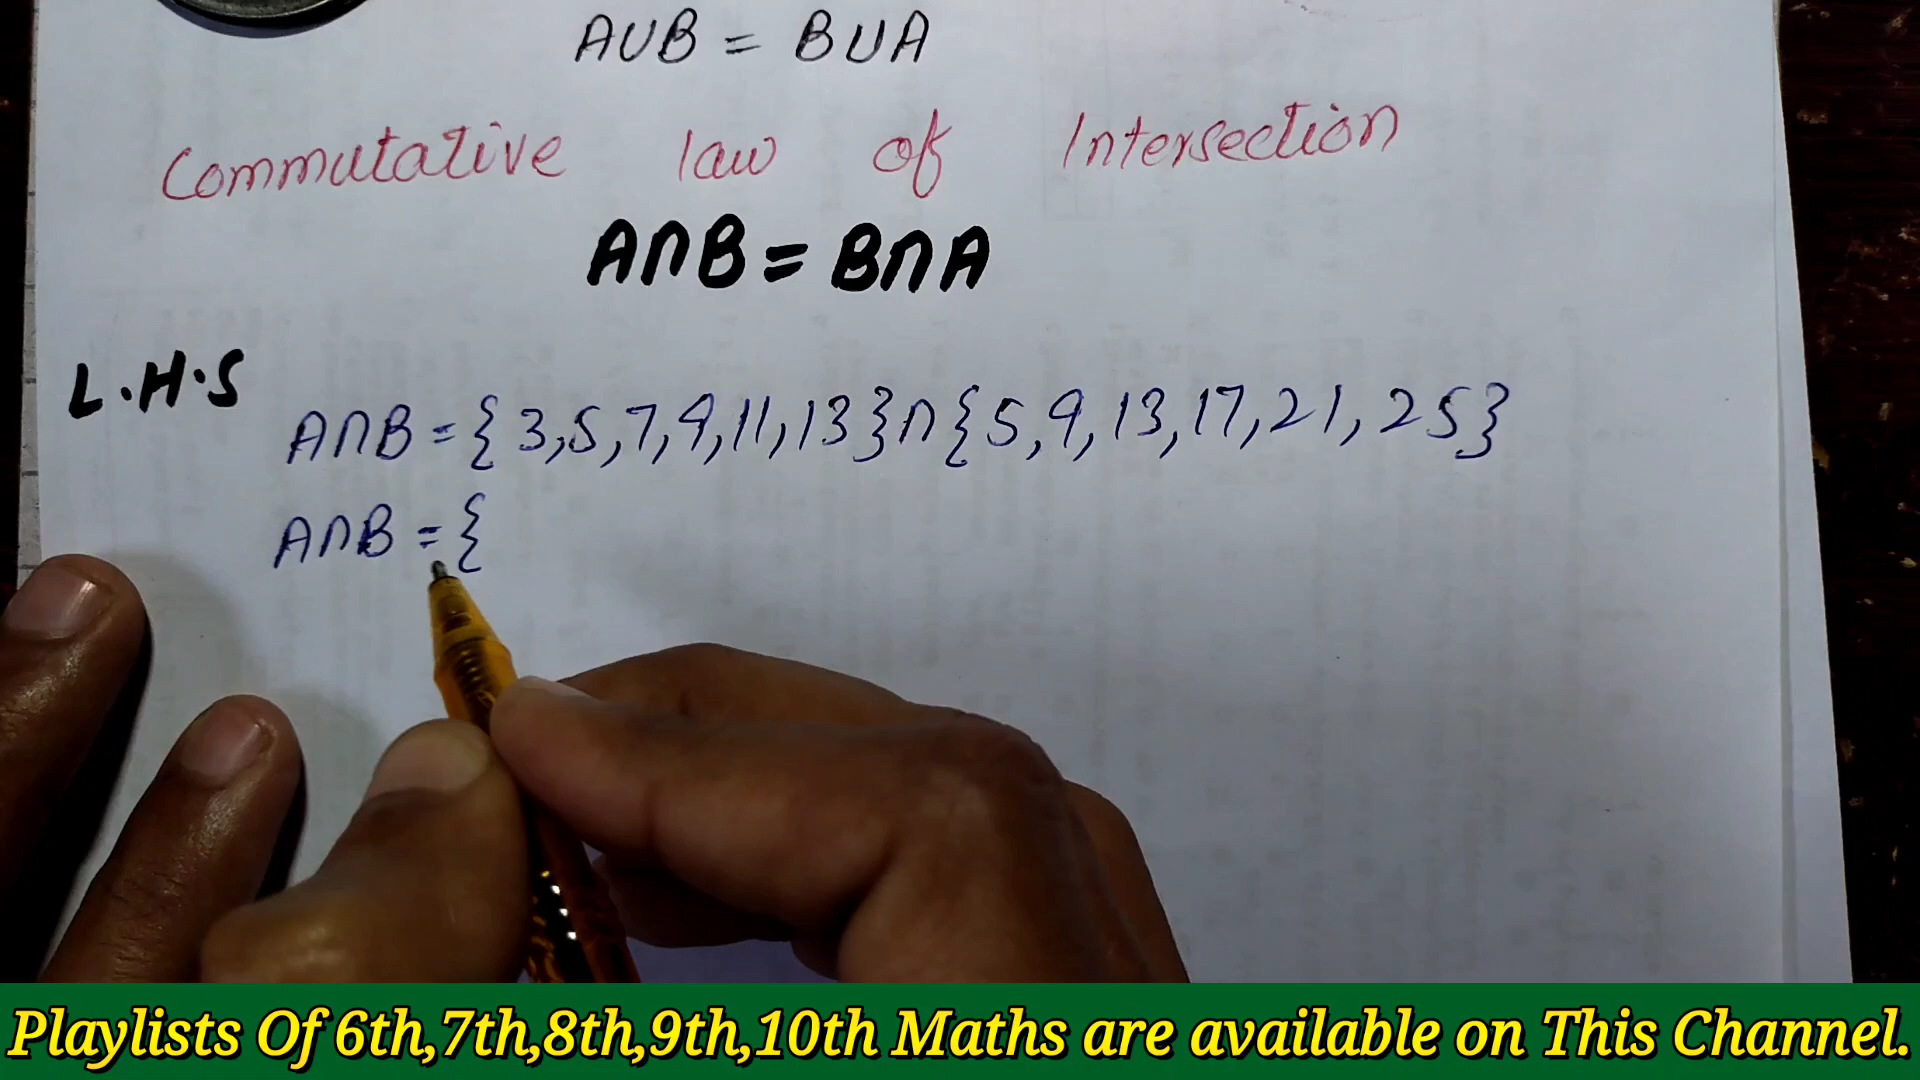 A∪B = B∪A
Commutative law of Intersection
A∩B = B∩A
L.H.S
A∩B = { 3,5,7,9,11,13}∩{5,9,13,17,21,25}
A∩B = {
Playlists Of 6th,7th,8th,9th,10th Maths are available on This Channel.